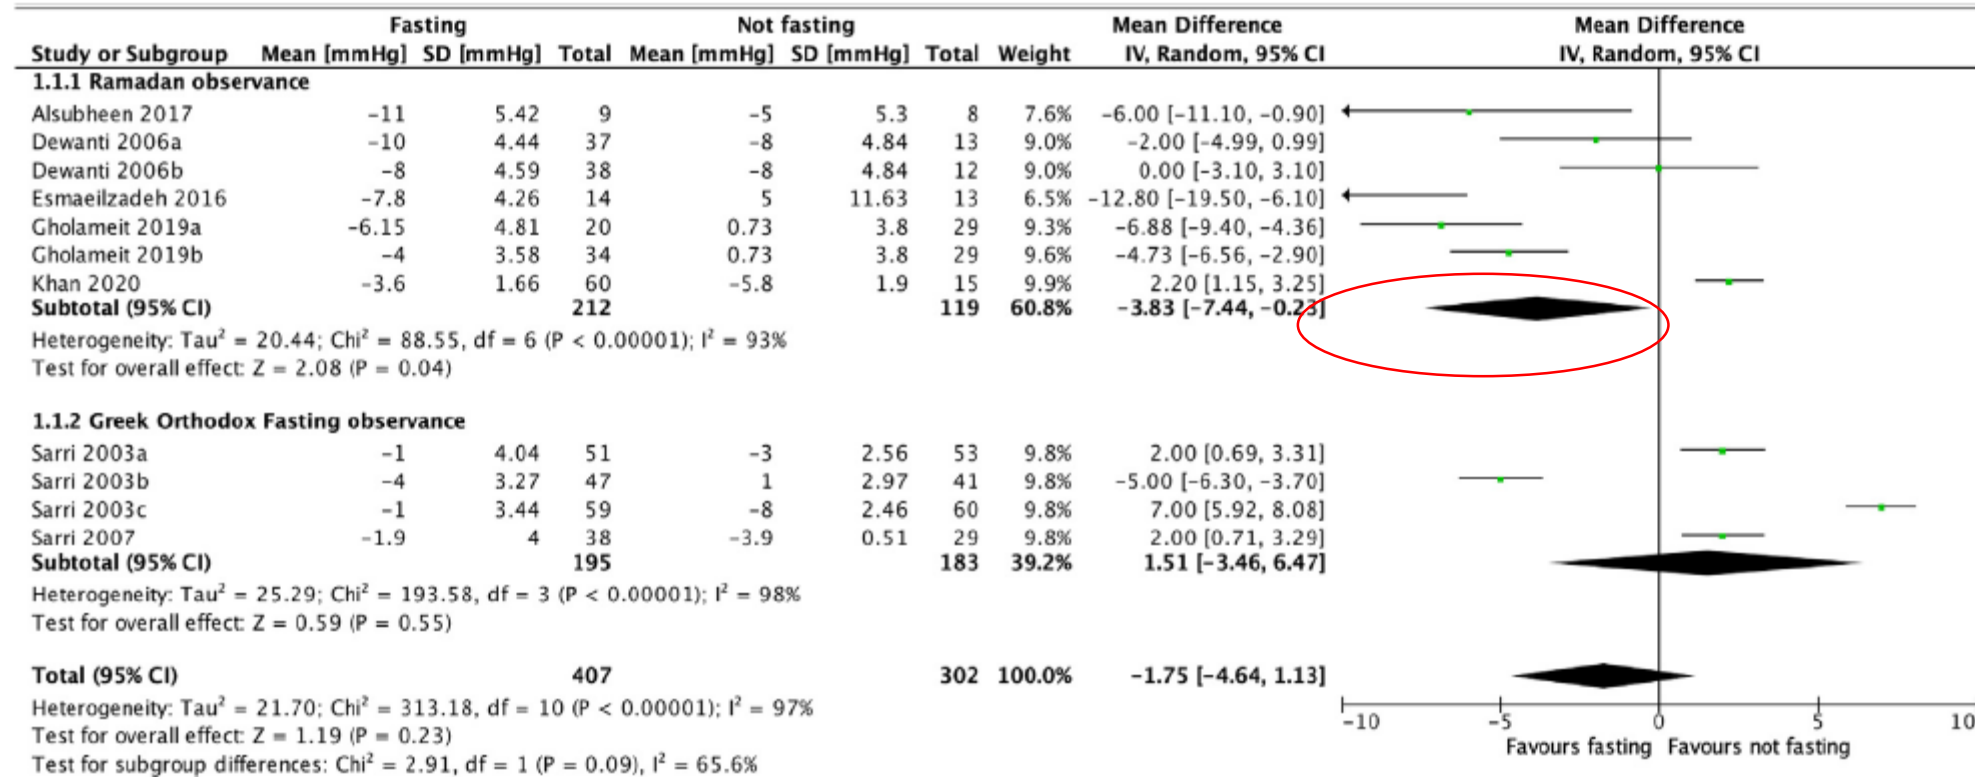 Fasting Not fasting Mean Difference Mean Difference
Study or Subgroup Mean [mmHg] SD [mmHg] Total Mean [mmHg] SD [mmHg] Total Weight IV, Random, 95% CI IV, Random, 95% CI
1.1.1 Ramadan observance
Alsubheen 2017 −11 5.42 9 −5 5.3 8 7.6% −6.00 [−11.10, −0.90]
Dewanti 2006a −10 4.44 37 −8 4.84 13 9.0% −2.00 [−4.99, 0.99]
Dewanti 2006b −8 4.59 38 −8 4.84 12 9.0% 0.00 [−3.10, 3.10]
Esmaeilzadeh 2016 −7.8 4.26 14 5 11.63 13 6.5% −12.80 [−19.50, −6.10]
Gholameit 2019a −6.15 4.81 20 0.73 3.8 29 9.3% −6.88 [−9.40, −4.36]
Gholameit 2019b −4 3.58 34 0.73 3.8 29 9.6% −4.73 [−6.56, −2.90]
Khan 2020 −3.6 1.66 60 −5.8 1.9 15 9.9% 2.20 [1.15, 3.25]
Subtotal (95% CI) 212 119 60.8% −3.83 [−7.44, −0.23]
Heterogeneity: Tau² = 20.44; Chi² = 88.55, df = 6 (P < 0.00001); I² = 93%
Test for overall effect: Z = 2.08 (P = 0.04)
1.1.2 Greek Orthodox Fasting observance
Sarri 2003a −1 4.04 51 −3 2.56 53 9.8% 2.00 [0.69, 3.31]
Sarri 2003b −4 3.27 47 1 2.97 41 9.8% −5.00 [−6.30, −3.70]
Sarri 2003c −1 3.44 59 −8 2.46 60 9.8% 7.00 [5.92, 8.08]
Sarri 2007 −1.9 4 38 −3.9 0.51 29 9.8% 2.00 [0.71, 3.29]
Subtotal (95% CI) 195 183 39.2% 1.51 [−3.46, 6.47]
Heterogeneity: Tau² = 25.29; Chi² = 193.58, df = 3 (P < 0.00001); I² = 98%
Test for overall effect: Z = 0.59 (P = 0.55)
Total (95% CI) 407 302 100.0% −1.75 [−4.64, 1.13]
Heterogeneity: Tau² = 21.70; Chi² = 313.18, df = 10 (P < 0.00001); I² = 97%
Test for overall effect: Z = 1.19 (P = 0.23)
Test for subgroup differences: Chi² = 2.91, df = 1 (P = 0.09), I² = 65.6%
−10 −5 0 5 10
Favours fasting Favours not fasting